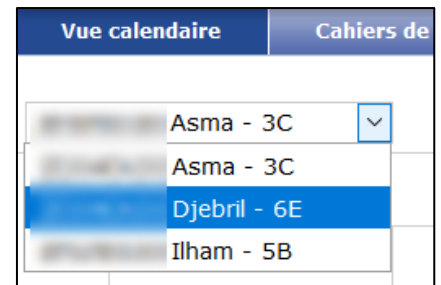 Vue calendaire
Cahiers de
Asma - 3C
Asma - 3C
Djebril - 6E
Ilham - 5B